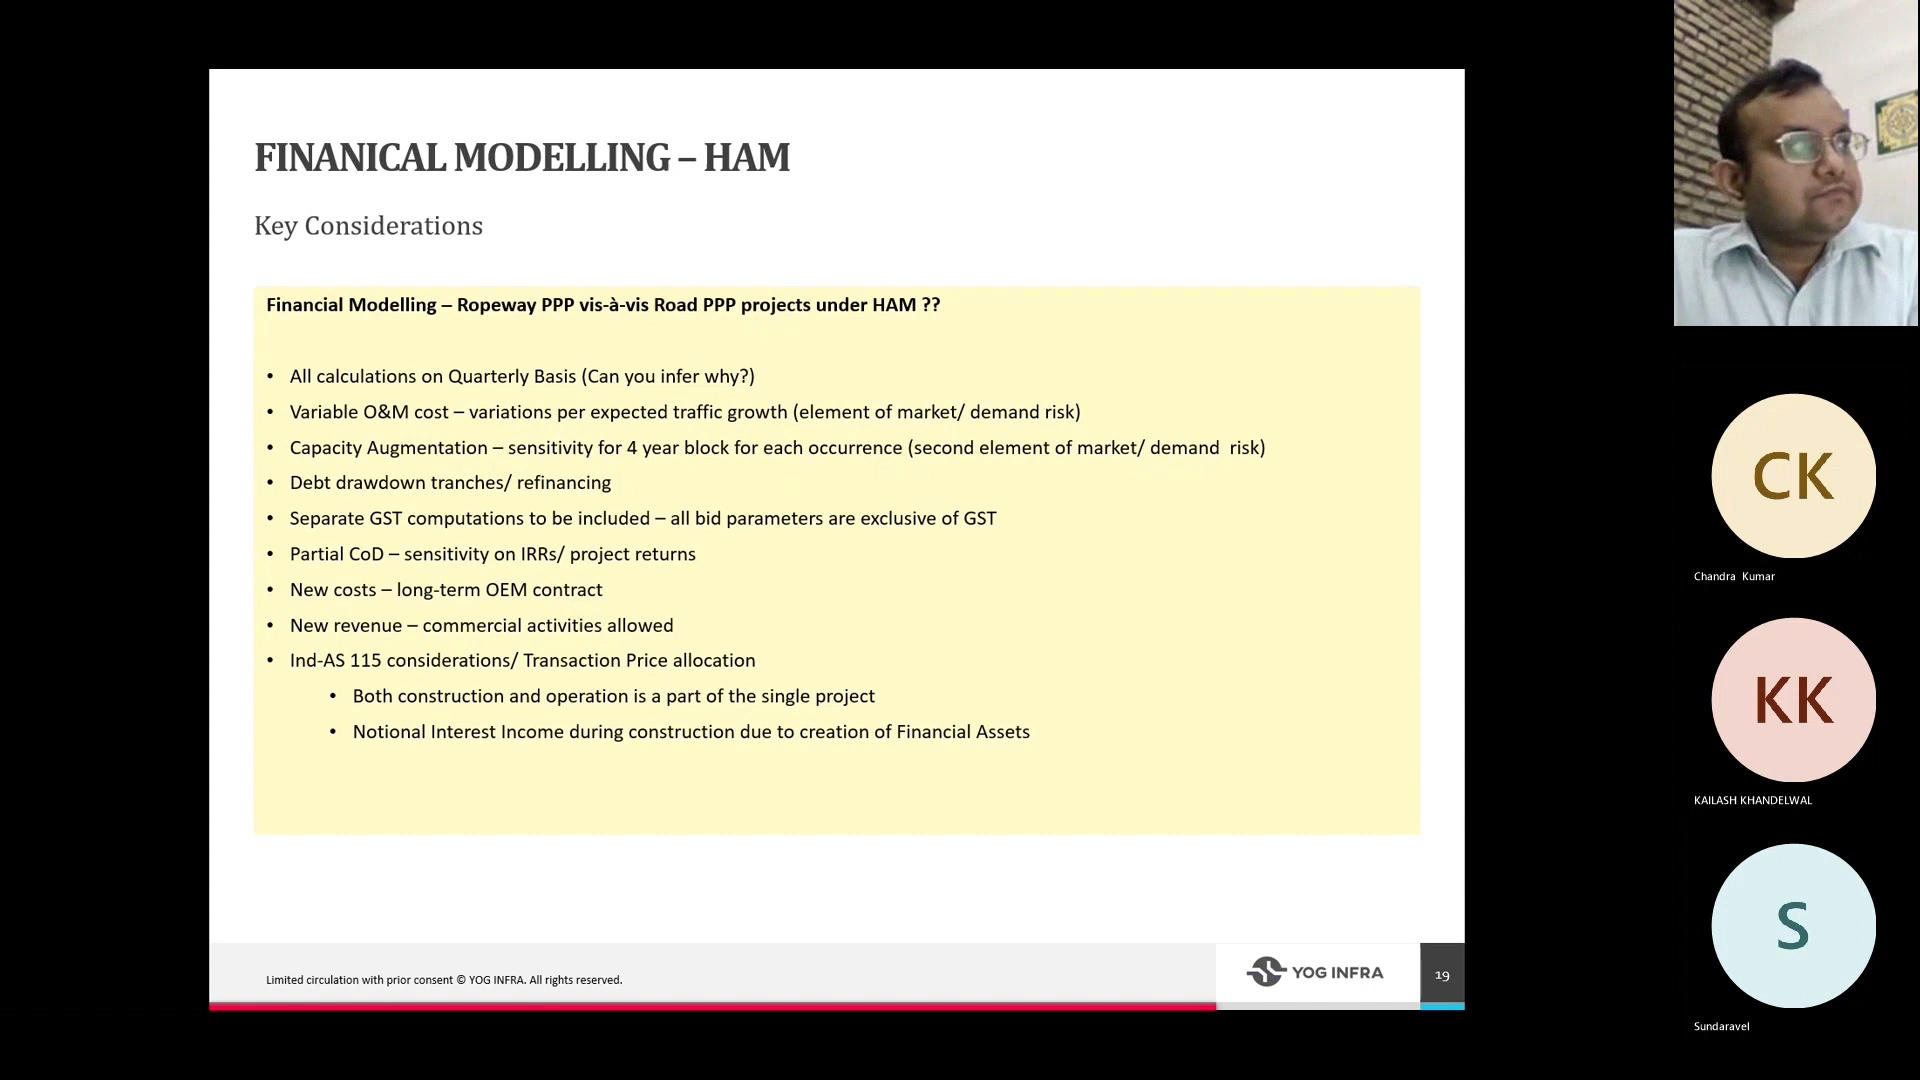 FINANICAL MODELLING – HAM
Key Considerations
Financial Modelling – Ropeway PPP vis-à-vis Road PPP projects under HAM ??
• All calculations on Quarterly Basis (Can you infer why?)
• Variable O&M cost – variations per expected traffic growth (element of market/ demand risk)
• Capacity Augmentation – sensitivity for 4 year block for each occurrence (second element of market/ demand  risk)
• Debt drawdown tranches/ refinancing
• Separate GST computations to be included – all bid parameters are exclusive of GST
• Partial CoD – sensitivity on IRRs/ project returns
• New costs – long-term OEM contract
• New revenue – commercial activities allowed
• Ind-AS 115 considerations/ Transaction Price allocation
• Both construction and operation is a part of the single project
• Notional Interest Income during construction due to creation of Financial Assets
Limited circulation with prior consent © YOG INFRA. All rights reserved.
YOG INFRA
19
CK
Chandra  Kumar
KK
KAILASH KHANDELWAL
S
Sundaravel